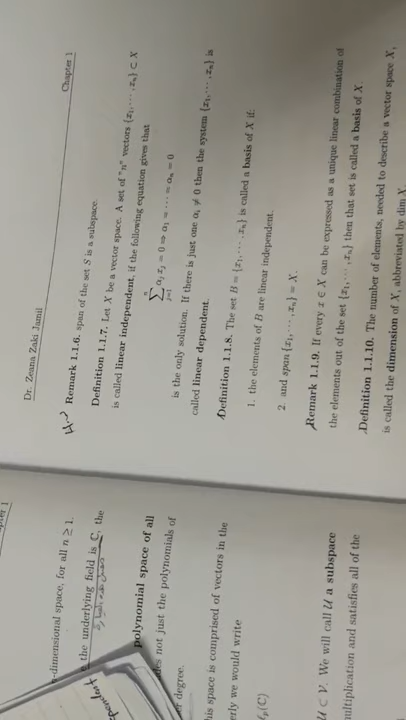 Dr. Zeana Zaki Jamil
Chapter 1
Remark 1.1.6. span of the set S is a subspace.
Definition 1.1.7. Let X be a vector space. A set of "n" vectors {x₁, ⋯ , xₙ} ⊂ X
is called linear independent, if the following equation gives that
∑ⁿⱼ₌₁ αⱼxⱼ = 0 ⇒ α₁ = ⋯ = αₙ = 0
is the only solution. If there is just one αᵢ ≠ 0 then the system {x₁, ⋯ , xₙ} is
called linear dependent.
Definition 1.1.8. The set B = {x₁, ⋯ , xₙ} is called a basis of X if:
1. the elements of B are linear independent.
2. and span {x₁, ⋯ , xₙ} = X.
Remark 1.1.9. If every x ∈ X can be expressed as a unique linear combination of
the elements out of the set {x₁, ⋯ , xₙ} then that set is called a basis of X.
Definition 1.1.10. The number of elements, needed to describe a vector space X,
is called the dimension of X, abbreviated by dim X.
-dimensional space, for all n ≥ 1.
the underlying field is C, the
polynomial space of all
not just the polynomials of
degree.
his space is comprised of vectors in the
erly we would write
(C)
U ⊂ V. We will call U a subspace
multiplication and satisfies all of the